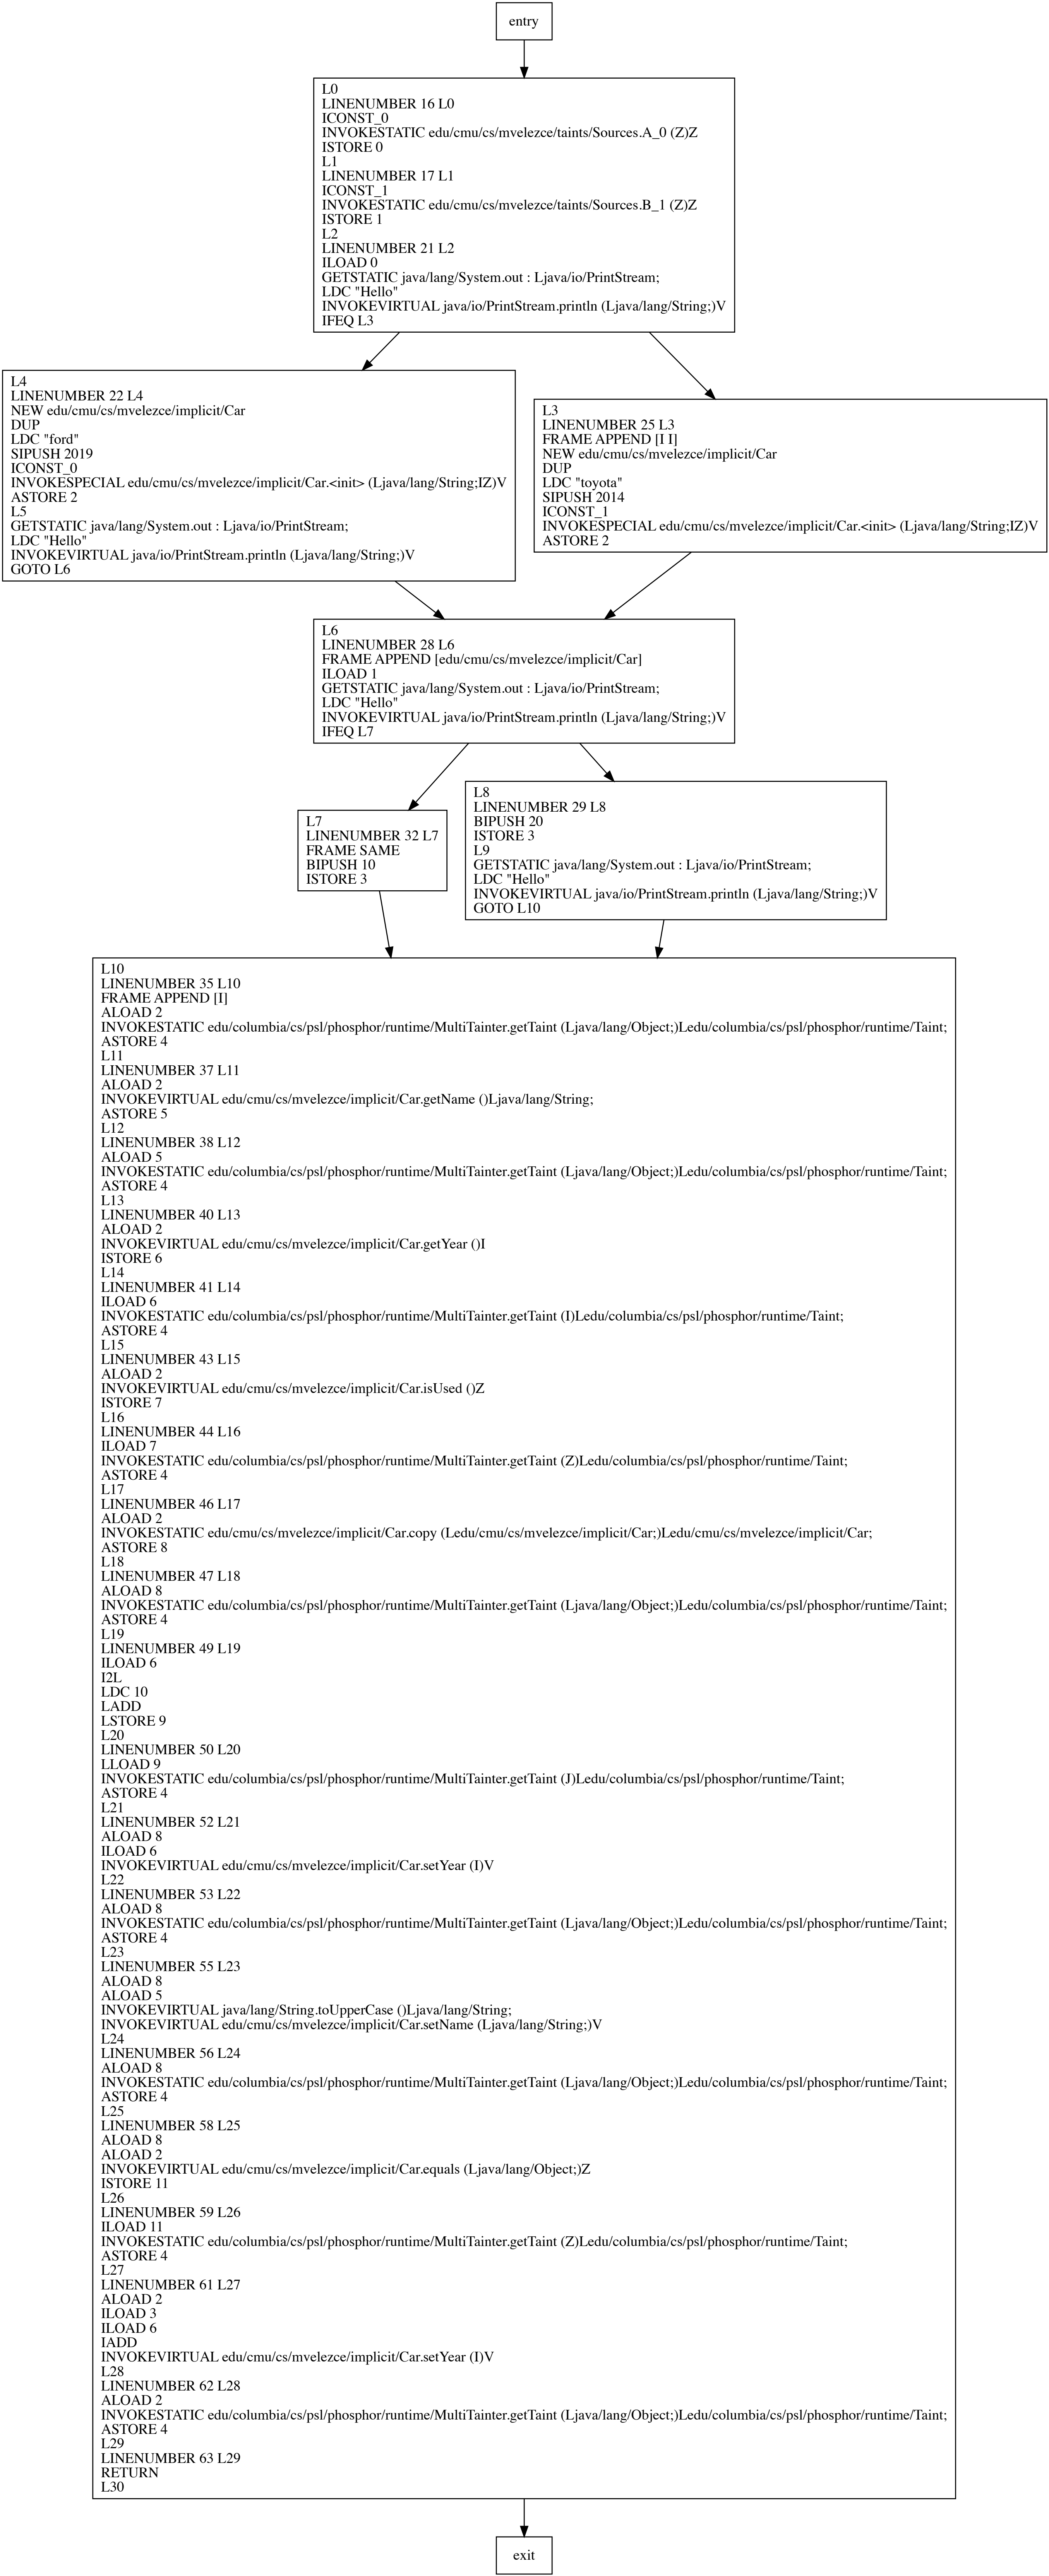 entry
L0
LINENUMBER 16 L0
ICONST_0
INVOKESTATIC edu/cmu/cs/mvelezce/taints/Sources.A_0 (Z)Z
ISTORE 0
L1
LINENUMBER 17 L1
ICONST_1
INVOKESTATIC edu/cmu/cs/mvelezce/taints/Sources.B_1 (Z)Z
ISTORE 1
L2
LINENUMBER 21 L2
ILOAD 0
GETSTATIC java/lang/System.out : Ljava/io/PrintStream;
LDC "Hello"
INVOKEVIRTUAL java/io/PrintStream.println (Ljava/lang/String;)V
IFEQ L3
L4
LINENUMBER 22 L4
NEW edu/cmu/cs/mvelezce/implicit/Car
DUP
LDC "ford"
SIPUSH 2019
ICONST_0
INVOKESPECIAL edu/cmu/cs/mvelezce/implicit/Car.<init> (Ljava/lang/String;IZ)V
ASTORE 2
L5
GETSTATIC java/lang/System.out : Ljava/io/PrintStream;
LDC "Hello"
INVOKEVIRTUAL java/io/PrintStream.println (Ljava/lang/String;)V
GOTO L6
L3
LINENUMBER 25 L3
FRAME APPEND [I I]
NEW edu/cmu/cs/mvelezce/implicit/Car
DUP
LDC "toyota"
SIPUSH 2014
ICONST_1
INVOKESPECIAL edu/cmu/cs/mvelezce/implicit/Car.<init> (Ljava/lang/String;IZ)V
ASTORE 2
L6
LINENUMBER 28 L6
FRAME APPEND [edu/cmu/cs/mvelezce/implicit/Car]
ILOAD 1
GETSTATIC java/lang/System.out : Ljava/io/PrintStream;
LDC "Hello"
INVOKEVIRTUAL java/io/PrintStream.println (Ljava/lang/String;)V
IFEQ L7
L7
LINENUMBER 32 L7
FRAME SAME
BIPUSH 10
ISTORE 3
L8
LINENUMBER 29 L8
BIPUSH 20
ISTORE 3
L9
GETSTATIC java/lang/System.out : Ljava/io/PrintStream;
LDC "Hello"
INVOKEVIRTUAL java/io/PrintStream.println (Ljava/lang/String;)V
GOTO L10
L10
LINENUMBER 35 L10
FRAME APPEND [I]
ALOAD 2
INVOKESTATIC edu/columbia/cs/psl/phosphor/runtime/MultiTainter.getTaint (Ljava/lang/Object;)Ledu/columbia/cs/psl/phosphor/runtime/Taint;
ASTORE 4
L11
LINENUMBER 37 L11
ALOAD 2
INVOKEVIRTUAL edu/cmu/cs/mvelezce/implicit/Car.getName ()Ljava/lang/String;
ASTORE 5
L12
LINENUMBER 38 L12
ALOAD 5
INVOKESTATIC edu/columbia/cs/psl/phosphor/runtime/MultiTainter.getTaint (Ljava/lang/Object;)Ledu/columbia/cs/psl/phosphor/runtime/Taint;
ASTORE 4
L13
LINENUMBER 40 L13
ALOAD 2
INVOKEVIRTUAL edu/cmu/cs/mvelezce/implicit/Car.getYear ()I
ISTORE 6
L14
LINENUMBER 41 L14
ILOAD 6
INVOKESTATIC edu/columbia/cs/psl/phosphor/runtime/MultiTainter.getTaint (I)Ledu/columbia/cs/psl/phosphor/runtime/Taint;
ASTORE 4
L15
LINENUMBER 43 L15
ALOAD 2
INVOKEVIRTUAL edu/cmu/cs/mvelezce/implicit/Car.isUsed ()Z
ISTORE 7
L16
LINENUMBER 44 L16
ILOAD 7
INVOKESTATIC edu/columbia/cs/psl/phosphor/runtime/MultiTainter.getTaint (Z)Ledu/columbia/cs/psl/phosphor/runtime/Taint;
ASTORE 4
L17
LINENUMBER 46 L17
ALOAD 2
INVOKESTATIC edu/cmu/cs/mvelezce/implicit/Car.copy (Ledu/cmu/cs/mvelezce/implicit/Car;)Ledu/cmu/cs/mvelezce/implicit/Car;
ASTORE 8
L18
LINENUMBER 47 L18
ALOAD 8
INVOKESTATIC edu/columbia/cs/psl/phosphor/runtime/MultiTainter.getTaint (Ljava/lang/Object;)Ledu/columbia/cs/psl/phosphor/runtime/Taint;
ASTORE 4
L19
LINENUMBER 49 L19
ILOAD 6
I2L
LDC 10
LADD
LSTORE 9
L20
LINENUMBER 50 L20
LLOAD 9
INVOKESTATIC edu/columbia/cs/psl/phosphor/runtime/MultiTainter.getTaint (J)Ledu/columbia/cs/psl/phosphor/runtime/Taint;
ASTORE 4
L21
LINENUMBER 52 L21
ALOAD 8
ILOAD 6
INVOKEVIRTUAL edu/cmu/cs/mvelezce/implicit/Car.setYear (I)V
L22
LINENUMBER 53 L22
ALOAD 8
INVOKESTATIC edu/columbia/cs/psl/phosphor/runtime/MultiTainter.getTaint (Ljava/lang/Object;)Ledu/columbia/cs/psl/phosphor/runtime/Taint;
ASTORE 4
L23
LINENUMBER 55 L23
ALOAD 8
ALOAD 5
INVOKEVIRTUAL java/lang/String.toUpperCase ()Ljava/lang/String;
INVOKEVIRTUAL edu/cmu/cs/mvelezce/implicit/Car.setName (Ljava/lang/String;)V
L24
LINENUMBER 56 L24
ALOAD 8
INVOKESTATIC edu/columbia/cs/psl/phosphor/runtime/MultiTainter.getTaint (Ljava/lang/Object;)Ledu/columbia/cs/psl/phosphor/runtime/Taint;
ASTORE 4
L25
LINENUMBER 58 L25
ALOAD 8
ALOAD 2
INVOKEVIRTUAL edu/cmu/cs/mvelezce/implicit/Car.equals (Ljava/lang/Object;)Z
ISTORE 11
L26
LINENUMBER 59 L26
ILOAD 11
INVOKESTATIC edu/columbia/cs/psl/phosphor/runtime/MultiTainter.getTaint (Z)Ledu/columbia/cs/psl/phosphor/runtime/Taint;
ASTORE 4
L27
LINENUMBER 61 L27
ALOAD 2
ILOAD 3
ILOAD 6
IADD
INVOKEVIRTUAL edu/cmu/cs/mvelezce/implicit/Car.setYear (I)V
L28
LINENUMBER 62 L28
ALOAD 2
INVOKESTATIC edu/columbia/cs/psl/phosphor/runtime/MultiTainter.getTaint (Ljava/lang/Object;)Ledu/columbia/cs/psl/phosphor/runtime/Taint;
ASTORE 4
L29
LINENUMBER 63 L29
RETURN
L30
exit